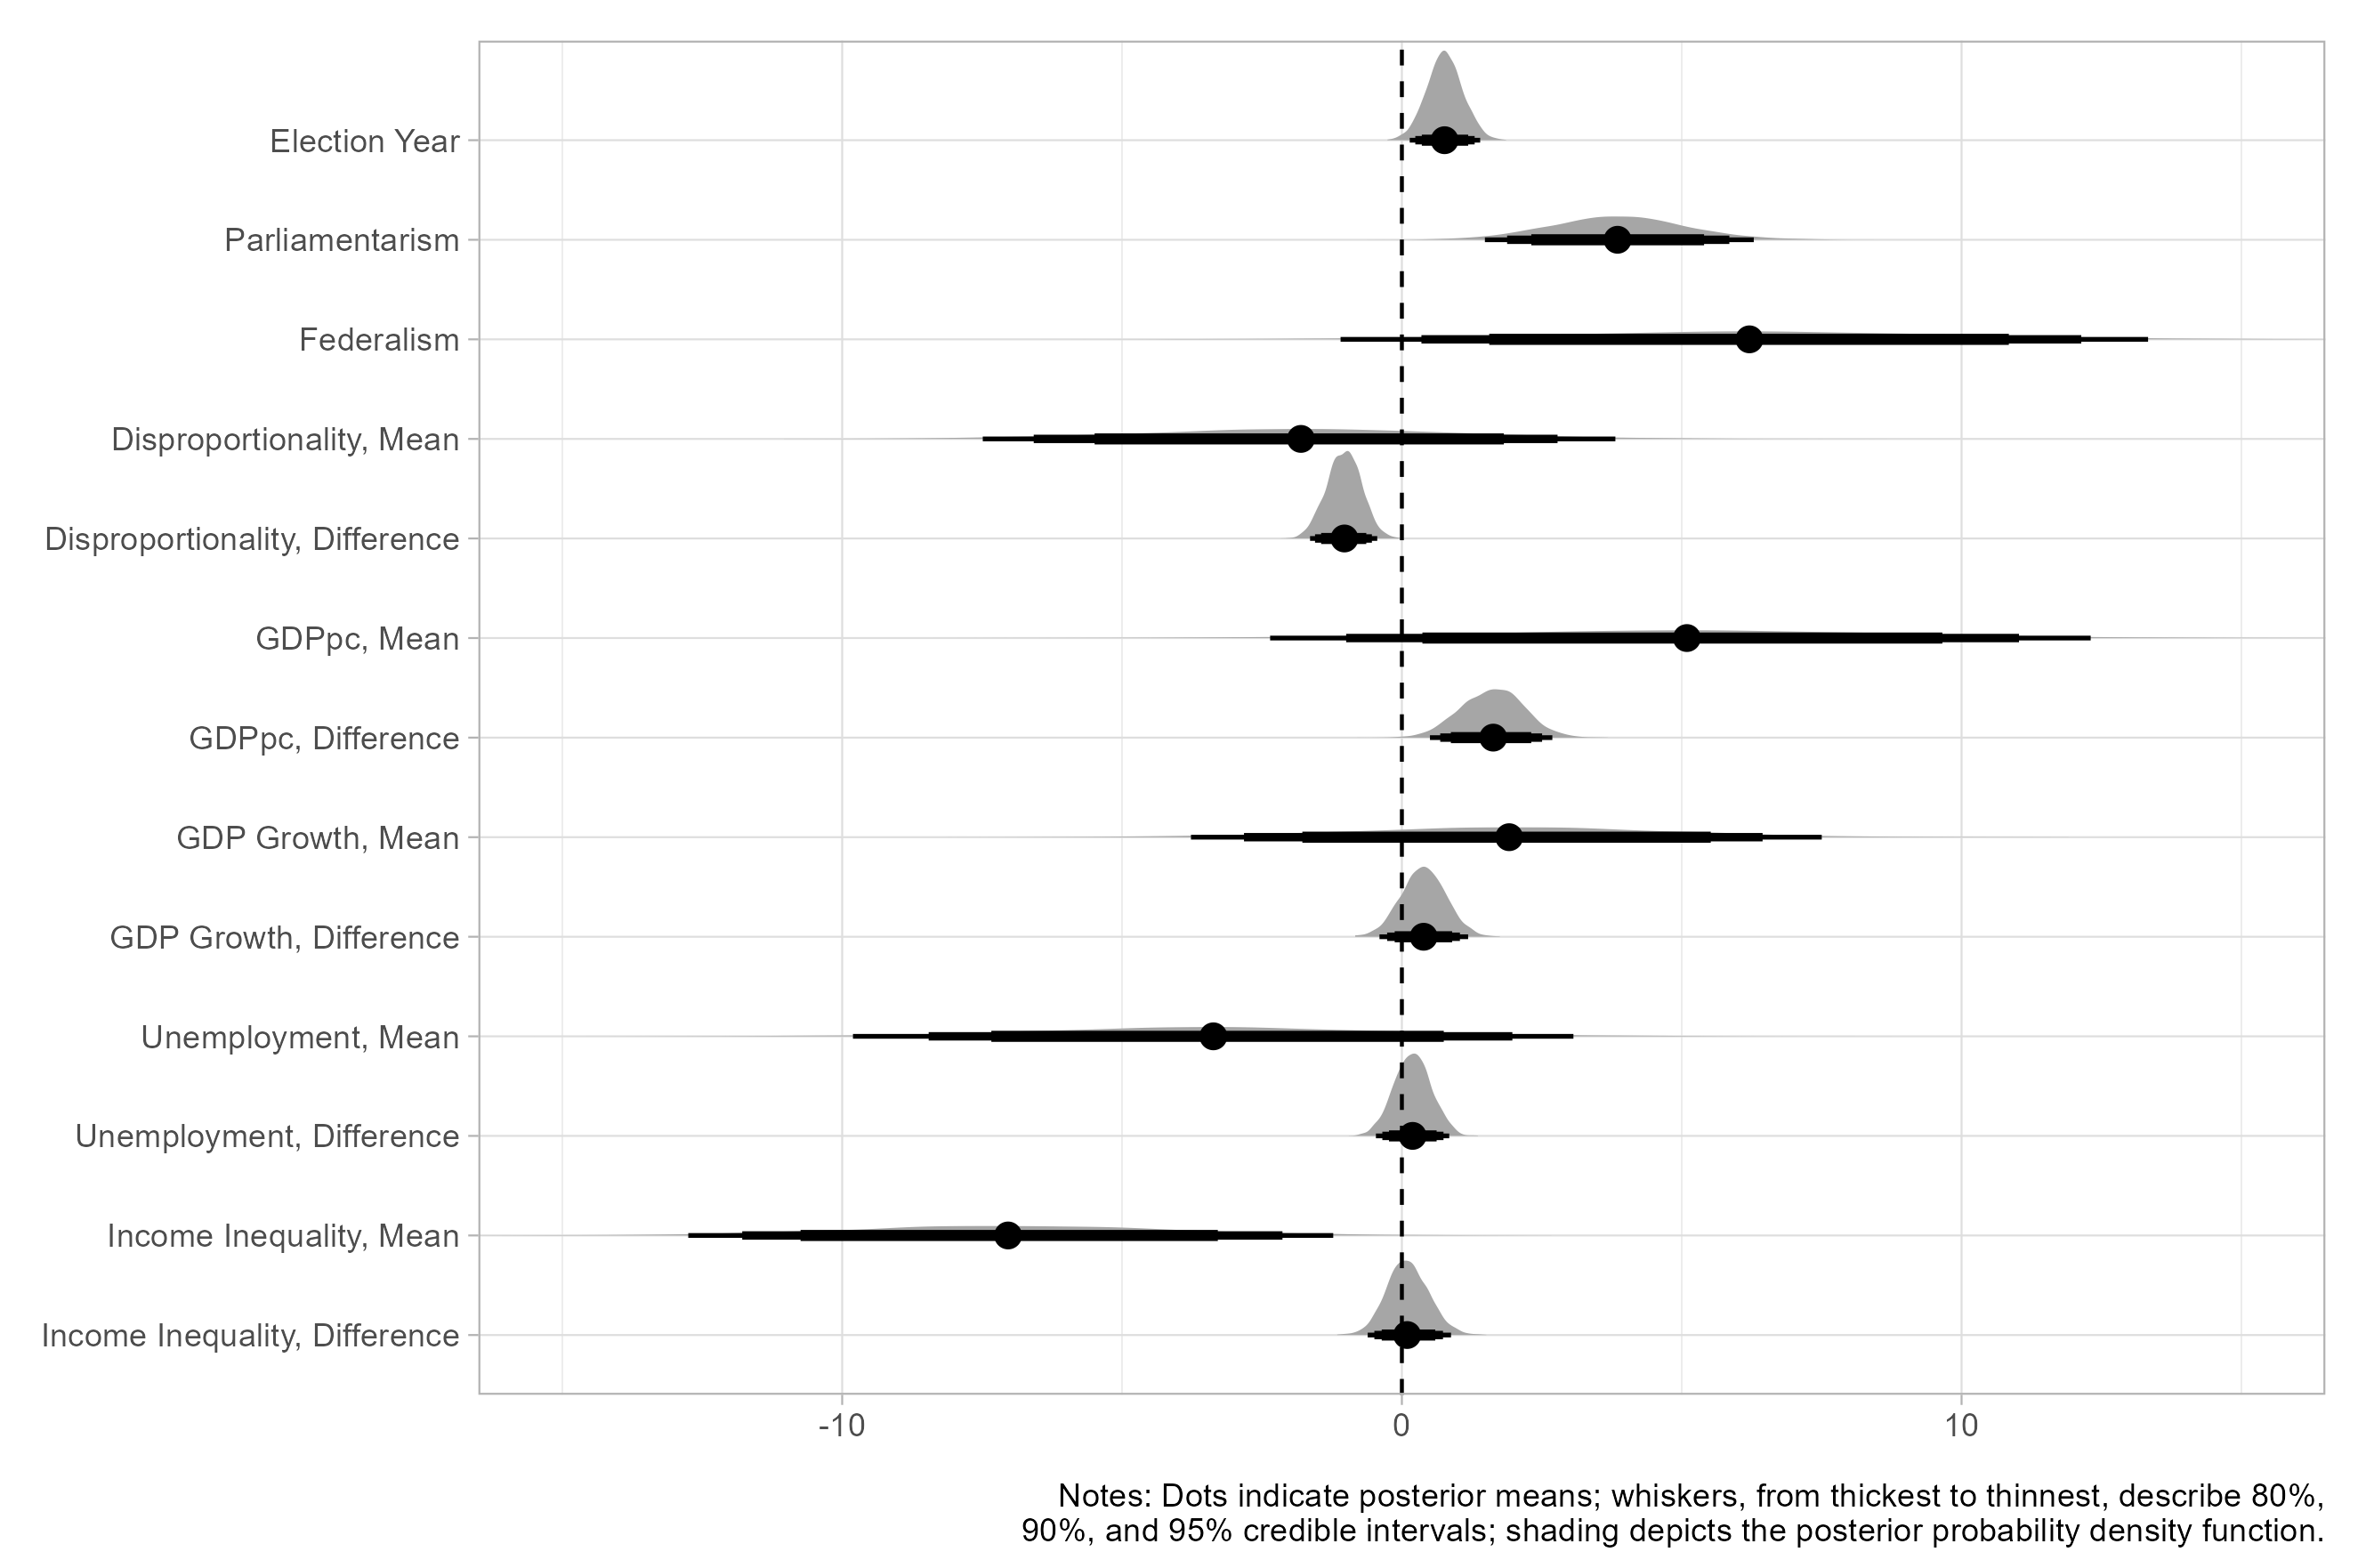 Election Year
Parliamentarism
Federalism
Disproportionality, Mean
Disproportionality, Difference
GDPpc, Mean
GDPpc, Difference
GDP Growth, Mean
GDP Growth, Difference
Unemployment, Mean
Unemployment, Difference
Income Inequality, Mean
Income Inequality, Difference
-10 0 10
Notes: Dots indicate posterior means; whiskers, from thickest to thinnest, describe 80%,
90%, and 95% credible intervals; shading depicts the posterior probability density function.